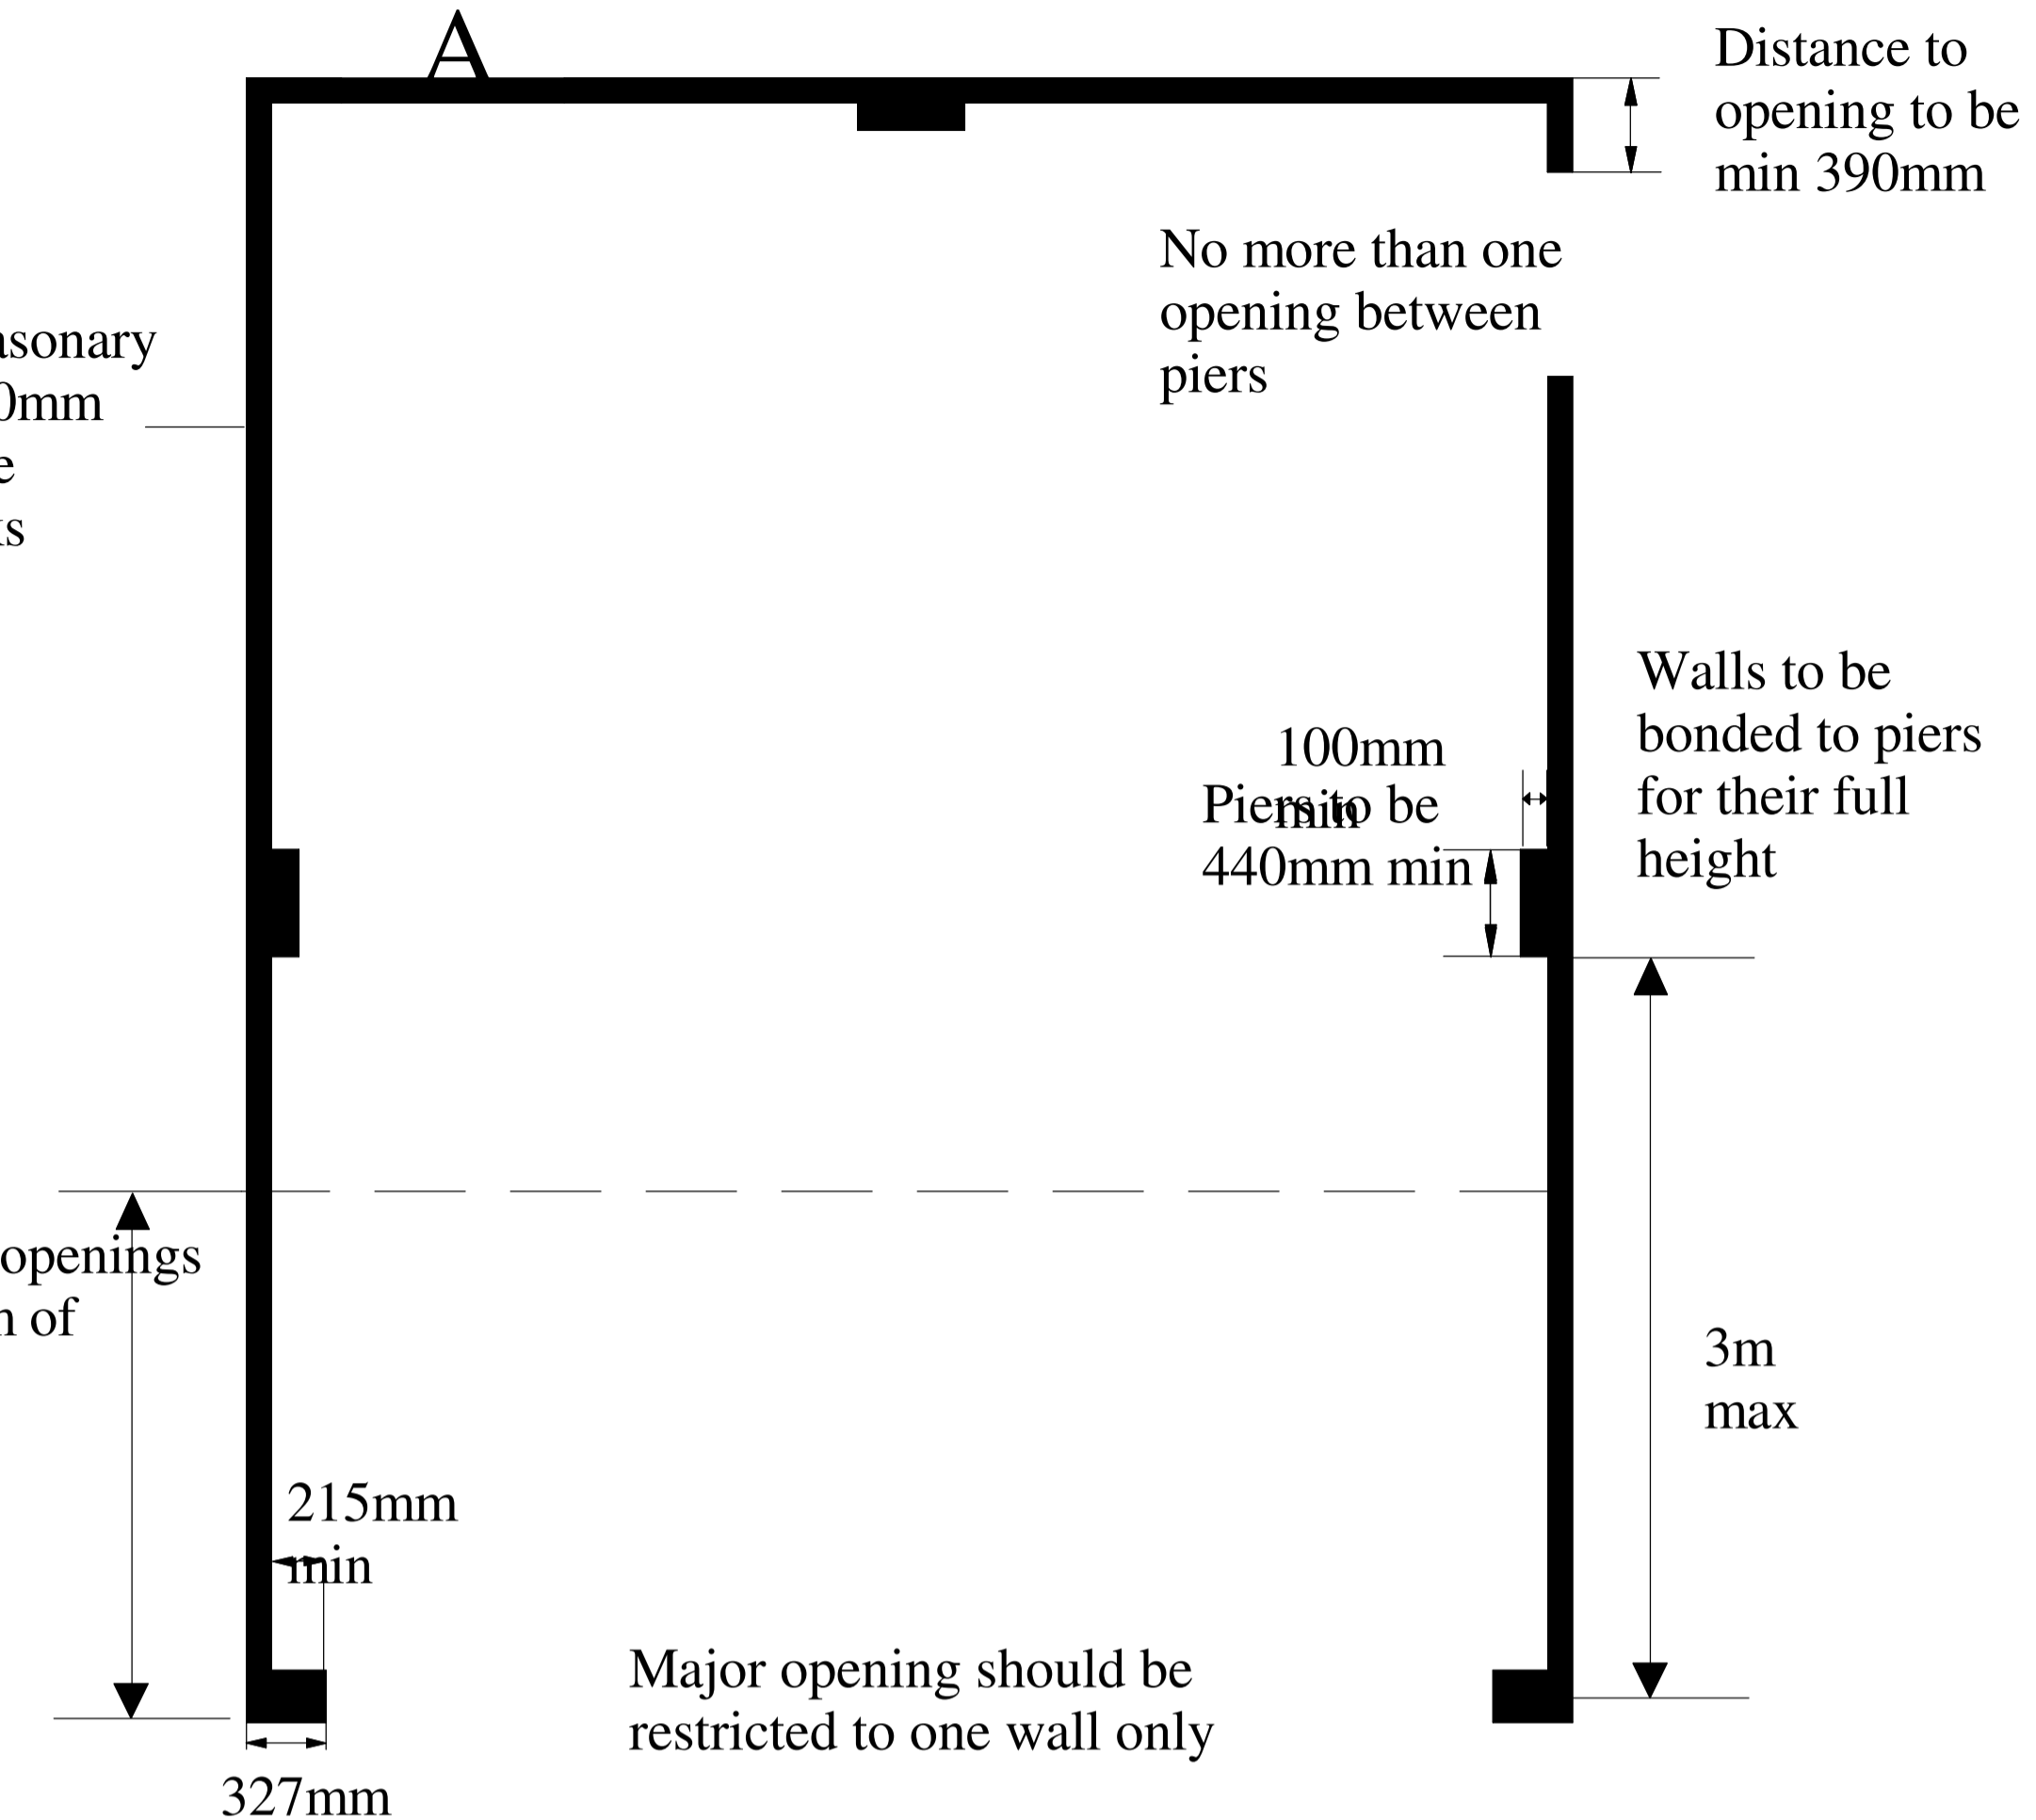 A
Distance to
opening to be
min 390mm
No more than one
opening between
piers
sonary
0mm
e
s
Walls to be
bonded to piers
for their full
height
100mm
min
Piers to be
440mm min
openings
n of
3m
max
215mm
min
Major opening should be
restricted to one wall only
327mm